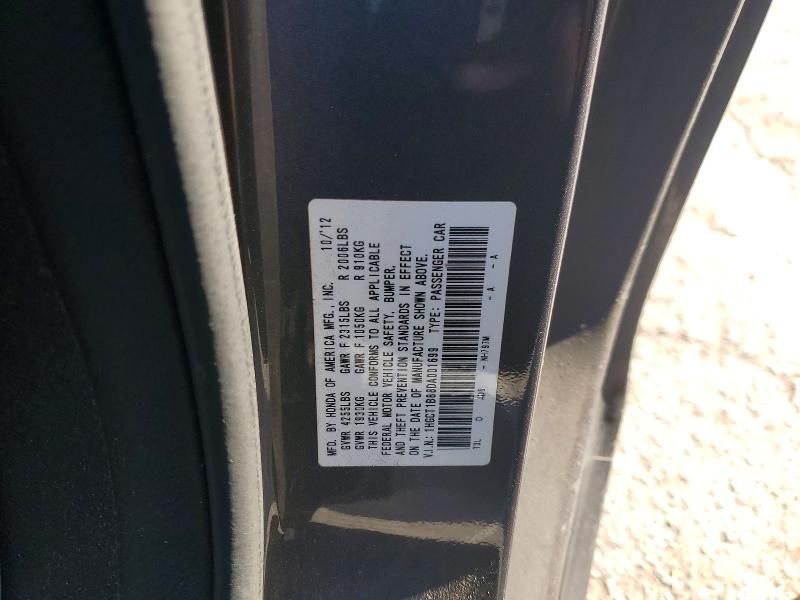 MFD. BY HONDA OF AMERICA MFG., INC. 10/'12
GVWR 4255LBS GAWR F 2315LBS R 2006LBS
GVWR 1930KG GAWR F 1050KG R 910KG
THIS VEHICLE CONFORMS TO ALL APPLICABLE
FEDERAL MOTOR VEHICLE SAFETY, BUMPER,
AND THEFT PREVENTION STANDARDS IN EFFECT
ON THE DATE OF MANUFACTURE SHOWN ABOVE.
V.I.N.: 1HGCT1B88DA001699 TYPE: PASSENGER CAR
D - NH797M - A - A